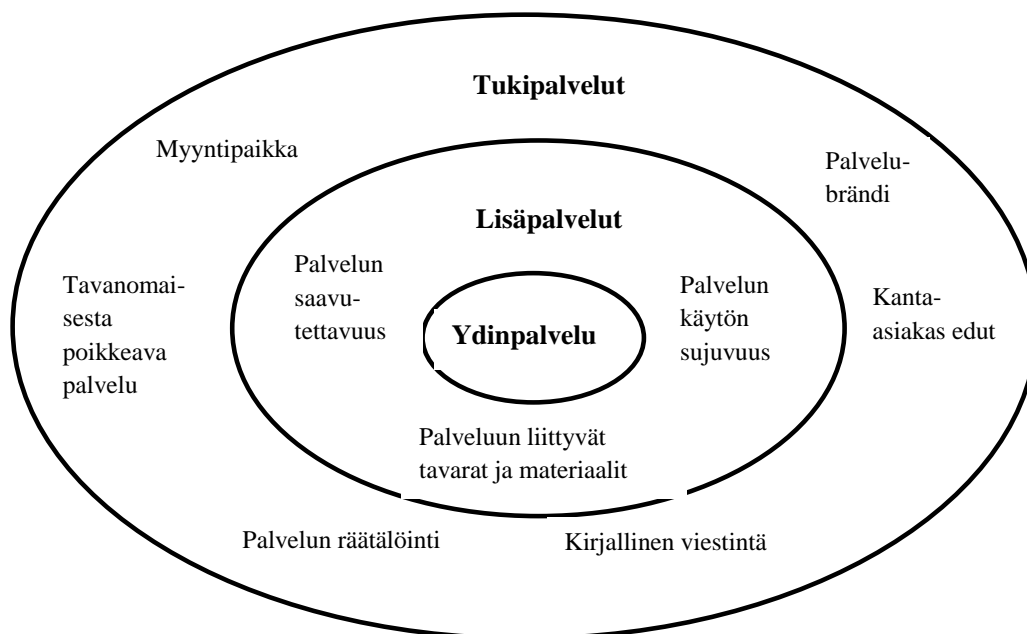 Tukipalvelut
Myyntipaikka
Palvelu-
brändi
Lisäpalvelut
Palvelun
saavu-
tettavuus
Palvelun
käytön
sujuvuus
Tavanomai-
sesta
poikkeava
palvelu
Ydinpalvelu
Kanta-
asiakas edut
Palveluun liittyvät
tavarat ja materiaalit
Palvelun räätälöinti
Kirjallinen viestintä